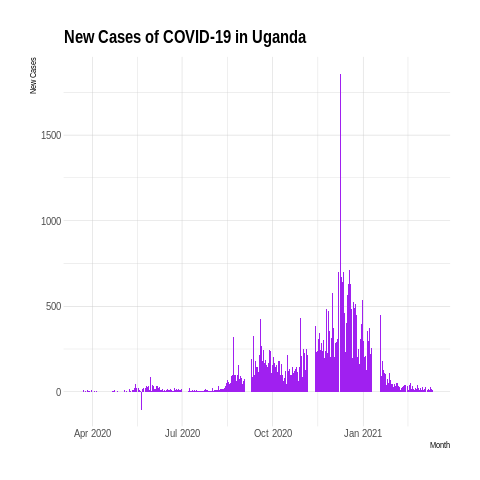 New Cases of COVID-19 in Uganda
New Cases
1500
1000
500
0
Apr 2020 Jul 2020 Oct 2020 Jan 2021
Month